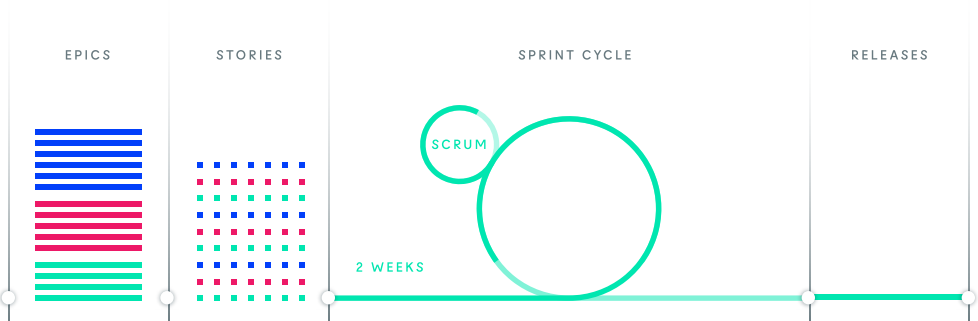 EPICS
STORIES
SPRINT CYCLE
RELEASES
SCRUM
2 WEEKS